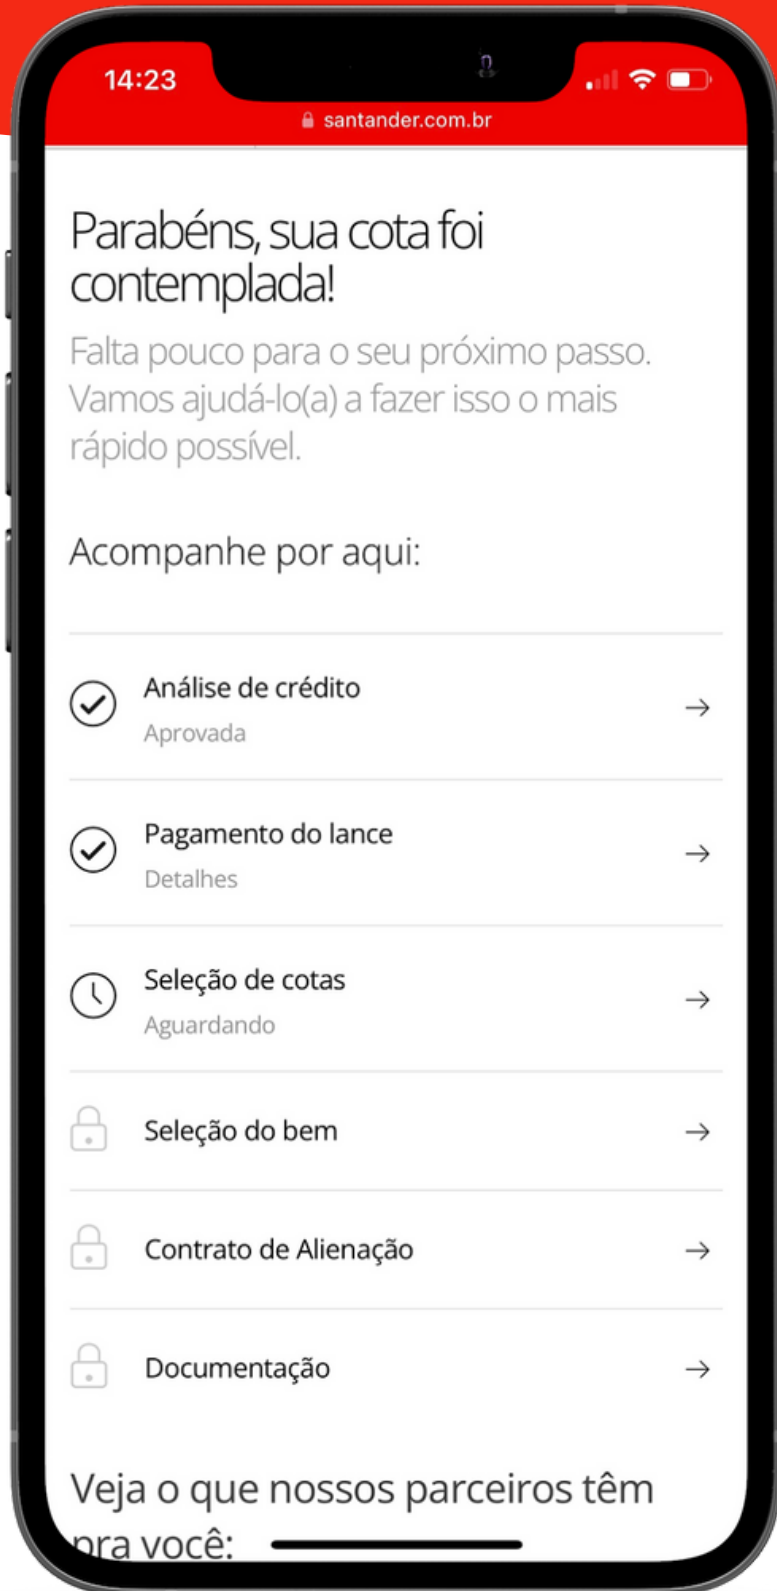 14:23
santander.com.br
Parabéns, sua cota foi
contemplada!
Falta pouco para o seu próximo passo.
Vamos ajudá-lo(a) a fazer isso o mais
rápido possível.
Acompanhe por aqui:
Análise de crédito
Aprovada
Pagamento do lance
Detalhes
Seleção de cotas
Aguardando
Seleção do bem
Contrato de Alienação
Documentação
Veja o que nossos parceiros têm
pra você: